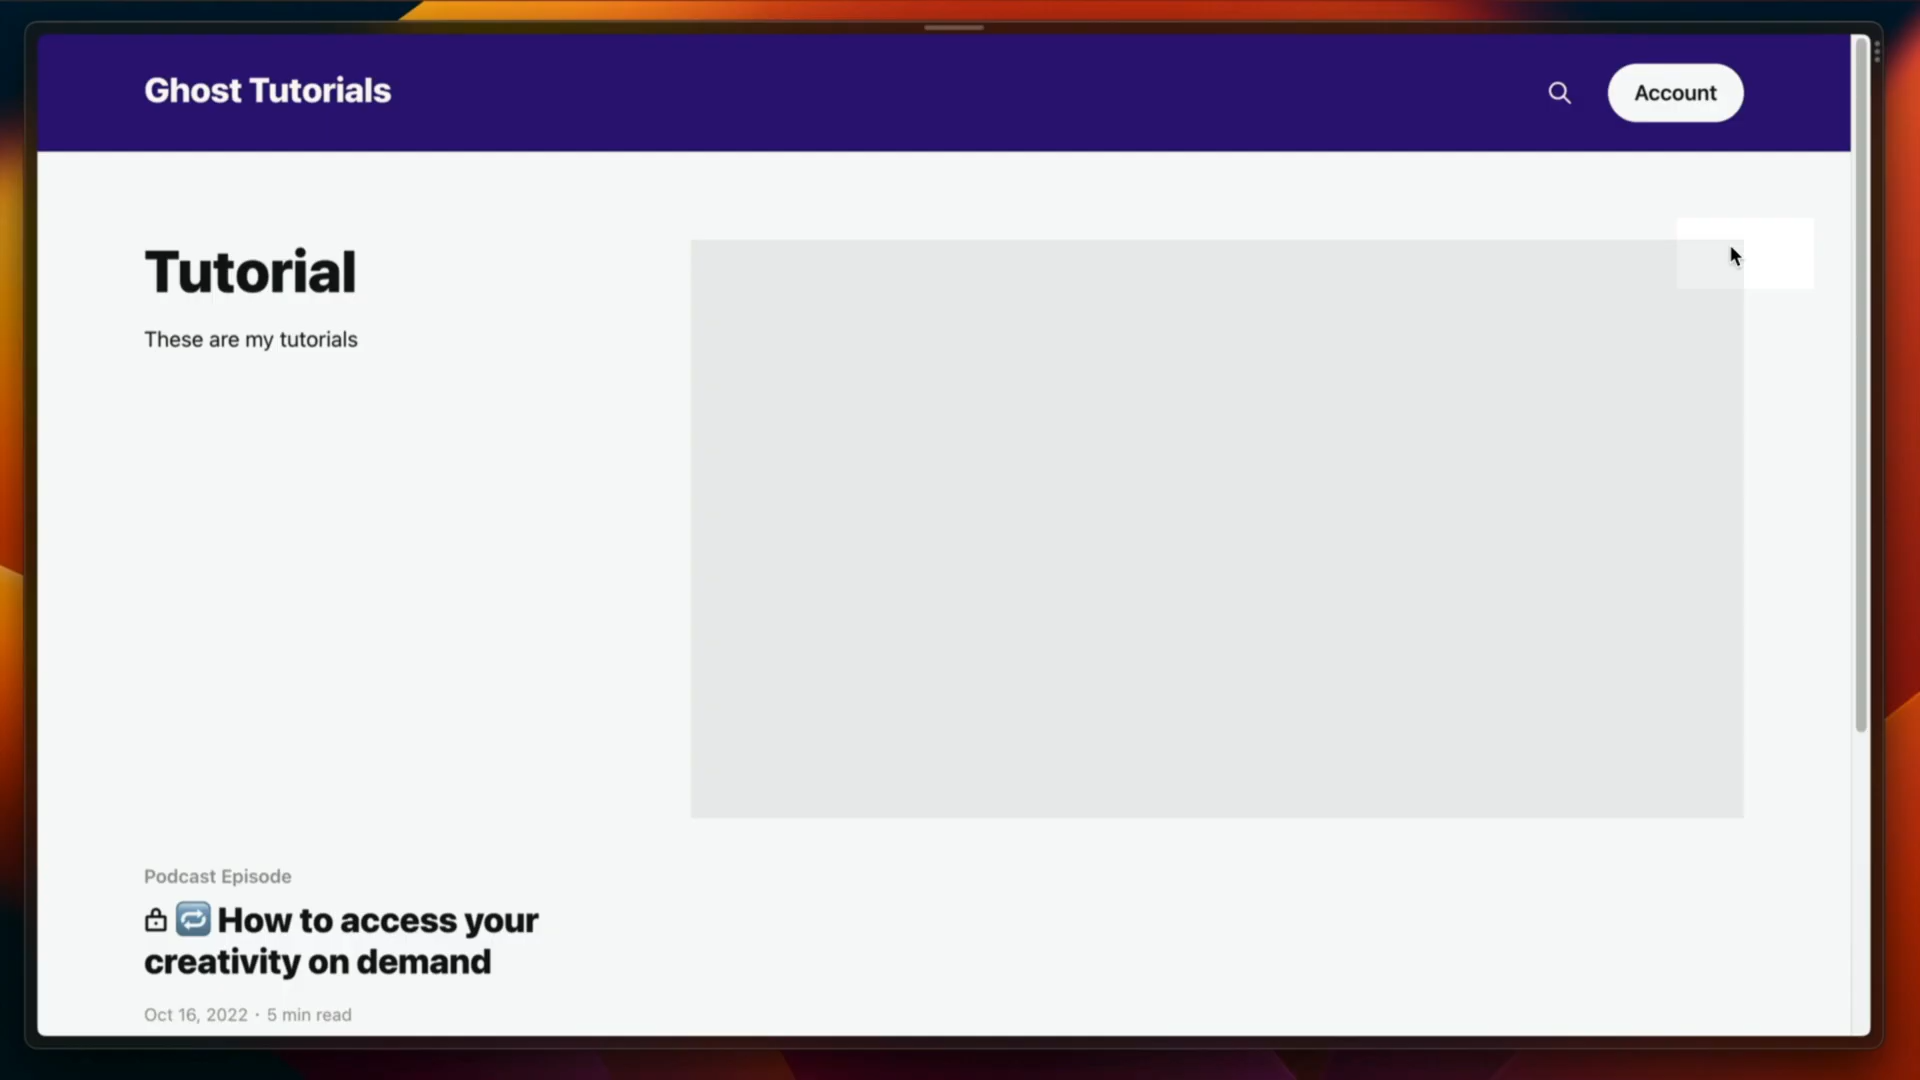 Ghost Tutorials
Account
Tutorial
These are my tutorials
Podcast Episode
🔁 How to access your
creativity on demand
Oct 16, 2022 · 5 min read